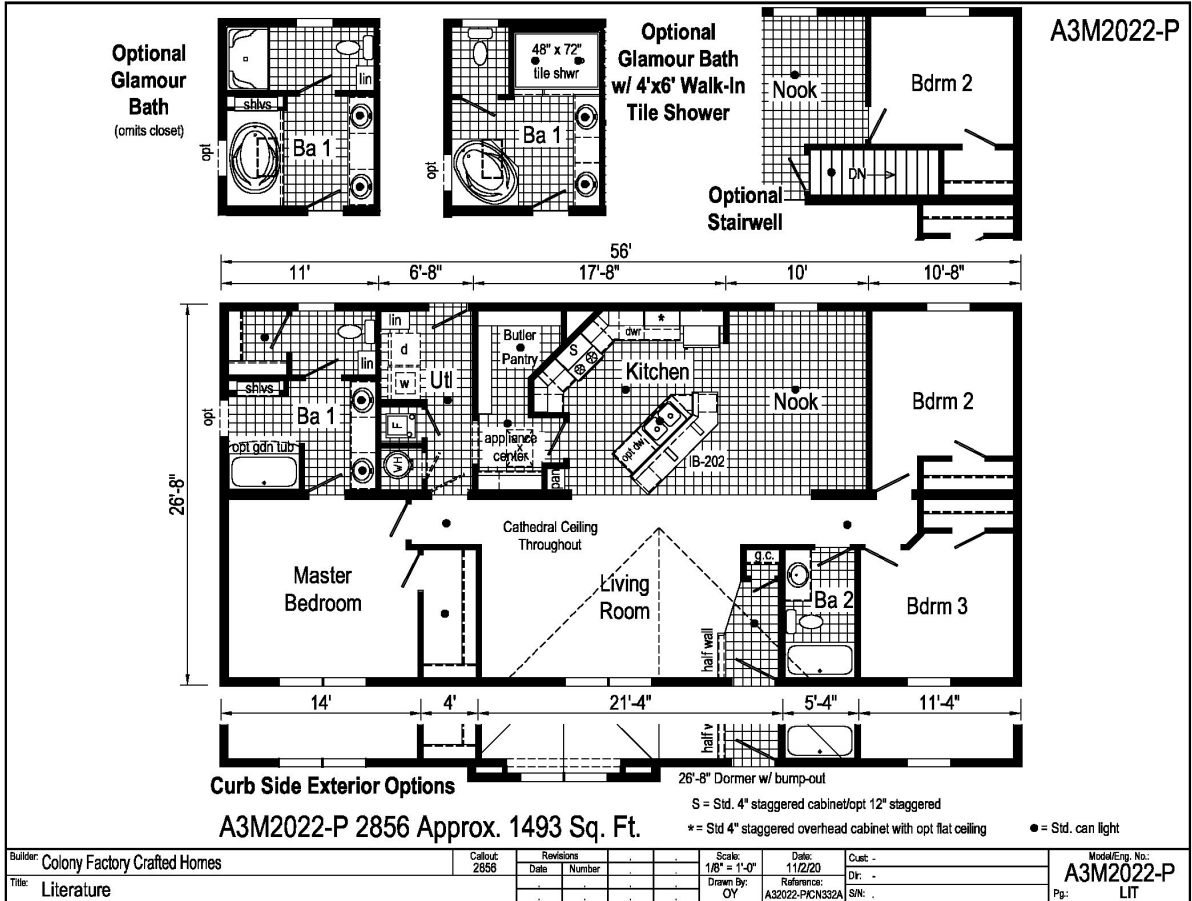 A3M2022-P
Optional
Glamour
Bath
(omits closet)
lin
shlvs
Ba 1
opt
48" x 72"
tile shwr
Ba 1
opt
Optional
Glamour Bath
w/ 4'x6' Walk-In
Tile Shower
Nook
Bdrm 2
DN
Optional
Stairwell
56'
11'
6'-8"
17'-8"
10'
10'-8"
26'-8"
lin
lin
d
w
Utl
F
WH
shlvs
Ba 1
opt
opt gdn tub
Butler
Pantry
appliance
center
pan
dwr
*
S
Kitchen
opt dw
IB-202
Nook
Bdrm 2
Cathedral Ceiling
Throughout
Master
Bedroom
Living
Room
g.c.
half wall
Ba 2
Bdrm 3
14'
4'
21'-4"
5'-4"
11'-4"
half v
Curb Side Exterior Options
26'-8" Dormer w/ bump-out
S = Std. 4" staggered cabinet/opt 12" staggered
* = Std 4" staggered overhead cabinet with opt flat ceiling
● = Std. can light
A3M2022-P 2856 Approx. 1493 Sq. Ft.
Builder: Colony Factory Crafted Homes
Title: Literature
Callout:
2856
Revisions
Date Number
Scale:
1/8" = 1'-0"
Date:
11/2/20
Drawn By:
OY
Reference:
A32022-P/CN332A
Cust: -
Dir: -
S/N: .
Model/Eng. No.:
A3M2022-P
Pg.: LIT